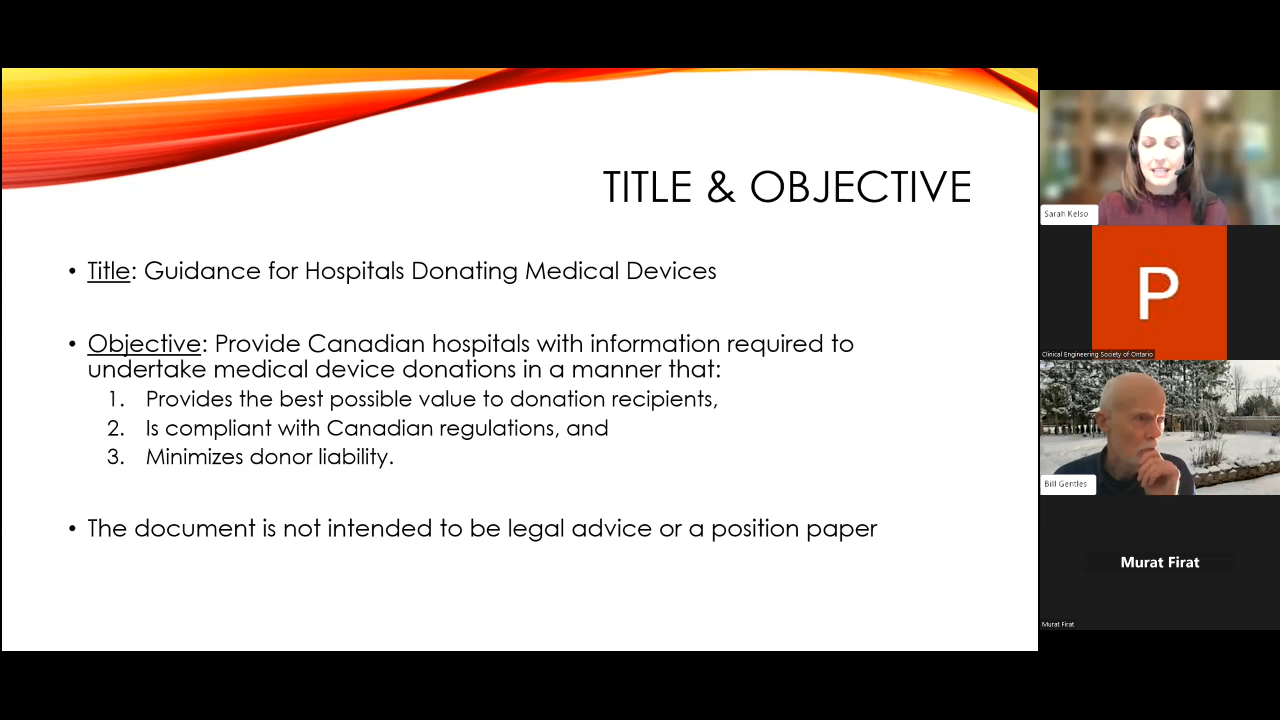 TITLE & OBJECTIVE
• Title: Guidance for Hospitals Donating Medical Devices
• Objective: Provide Canadian hospitals with information required to
undertake medical device donations in a manner that:
1. Provides the best possible value to donation recipients,
2. Is compliant with Canadian regulations, and
3. Minimizes donor liability.
• The document is not intended to be legal advice or a position paper
Sarah Kelso
P
Clinical Engineering Society of Ontario
Bill Gentles
Murat Firat
Murat Firat